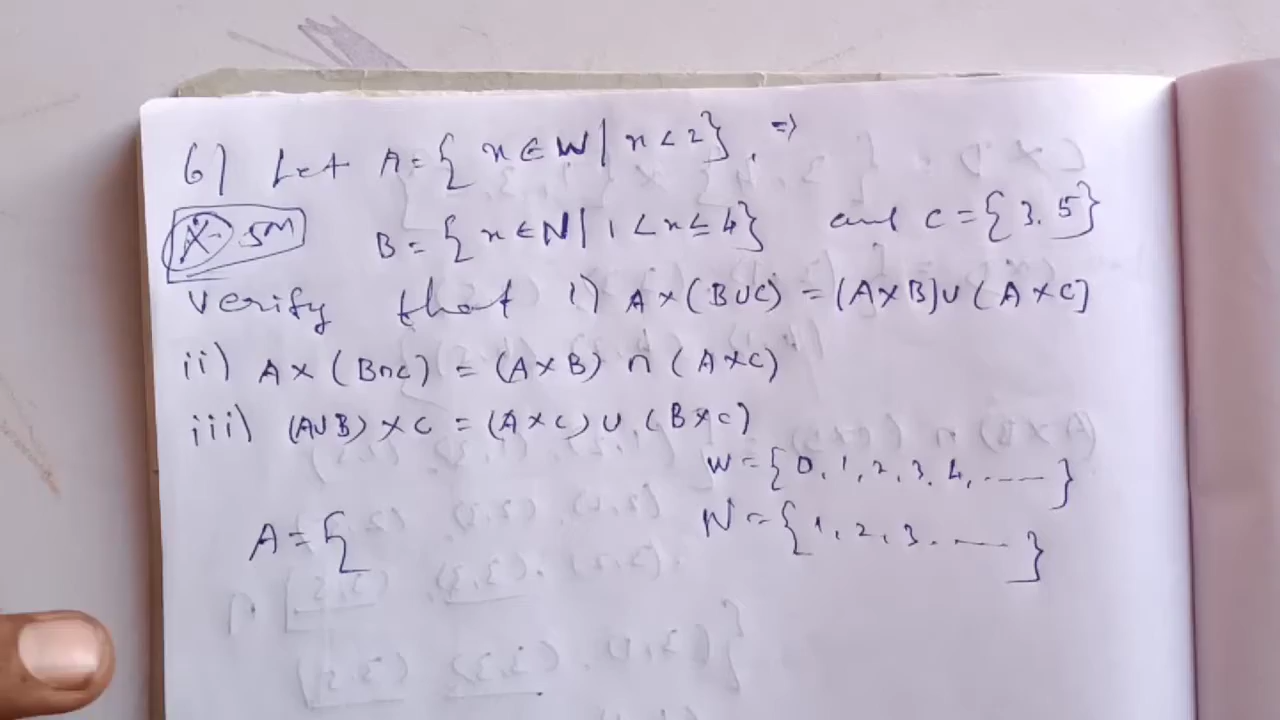 6) Let A = { x ∈ W | x < 2}, ⇒
X 5M B = { x ∈ N | 1 < x ≤ 4} and C = {3, 5}
Verify that i) A × (B ∪ C) = (A × B) ∪ (A × C)
ii) A × (B ∩ C) = (A × B) ∩ (A × C)
iii) (A ∪ B) × C = (A × C) ∪ (B × C)
W = {0, 1, 2, 3, 4, ----- }
A = {
N = {1, 2, 3, ----- }